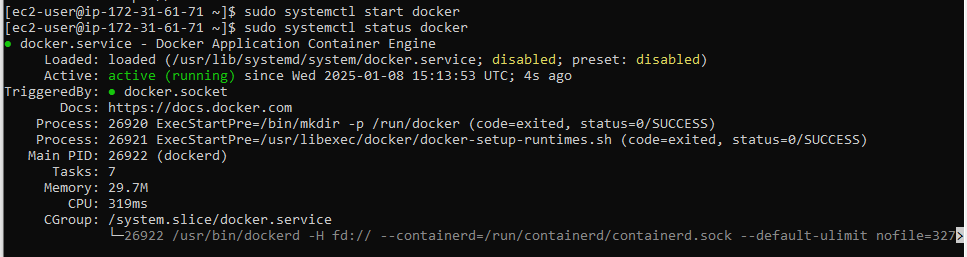 [ec2-user@ip-172-31-61-71 ~]$ sudo systemctl start docker
[ec2-user@ip-172-31-61-71 ~]$ sudo systemctl status docker
● docker.service - Docker Application Container Engine
Loaded: loaded (/usr/lib/systemd/system/docker.service; disabled; preset: disabled)
Active: active (running) since Wed 2025-01-08 15:13:53 UTC; 4s ago
TriggeredBy: ● docker.socket
Docs: https://docs.docker.com
Process: 26920 ExecStartPre=/bin/mkdir -p /run/docker (code=exited, status=0/SUCCESS)
Process: 26921 ExecStartPre=/usr/libexec/docker/docker-setup-runtimes.sh (code=exited, status=0/SUCCESS)
Main PID: 26922 (dockerd)
Tasks: 7
Memory: 29.7M
CPU: 319ms
CGroup: /system.slice/docker.service
└─26922 /usr/bin/dockerd -H fd:// --containerd=/run/containerd/containerd.sock --default-ulimit nofile=327>